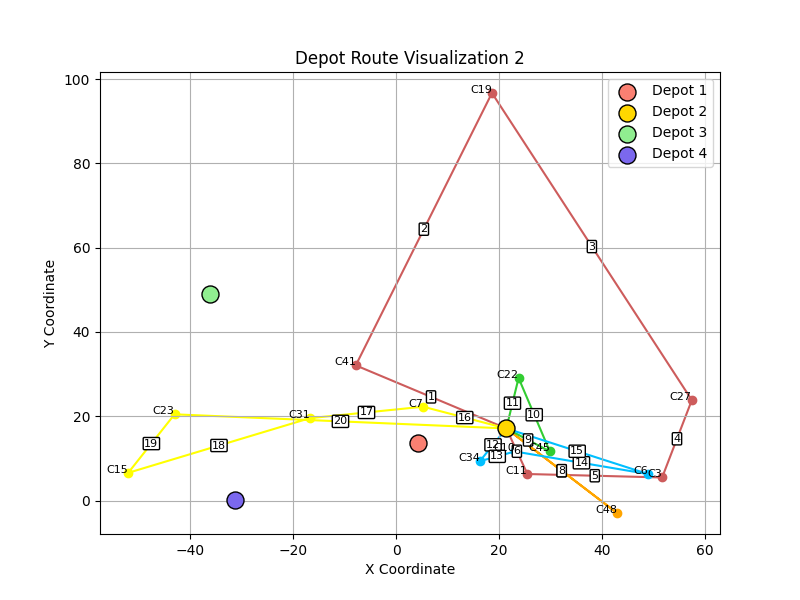 Depot Route Visualization 2
Depot 1
Depot 2
Depot 3
Depot 4
100
80
60
40
20
0
Y Coordinate
−40
−20
0
20
40
60
X Coordinate
C19
2
3
C41
C22
C27
1
C7
11
10
C23
C31
17
16
20
19
18
12
C10
9
C45
4
15
C34
13
6
14
C15
C11
8
5
C6
C3
C48